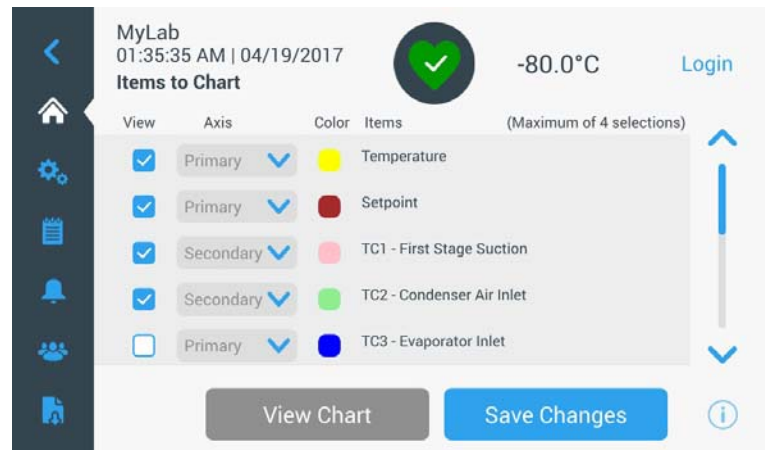 MyLab
01:35:35 AM | 04/19/2017
Items to Chart
-80.0°C
Login
View Axis Color Items (Maximum of 4 selections)
Primary Temperature
Primary Setpoint
Secondary TC1 - First Stage Suction
Secondary TC2 - Condenser Air Inlet
Primary TC3 - Evaporator Inlet
View Chart Save Changes